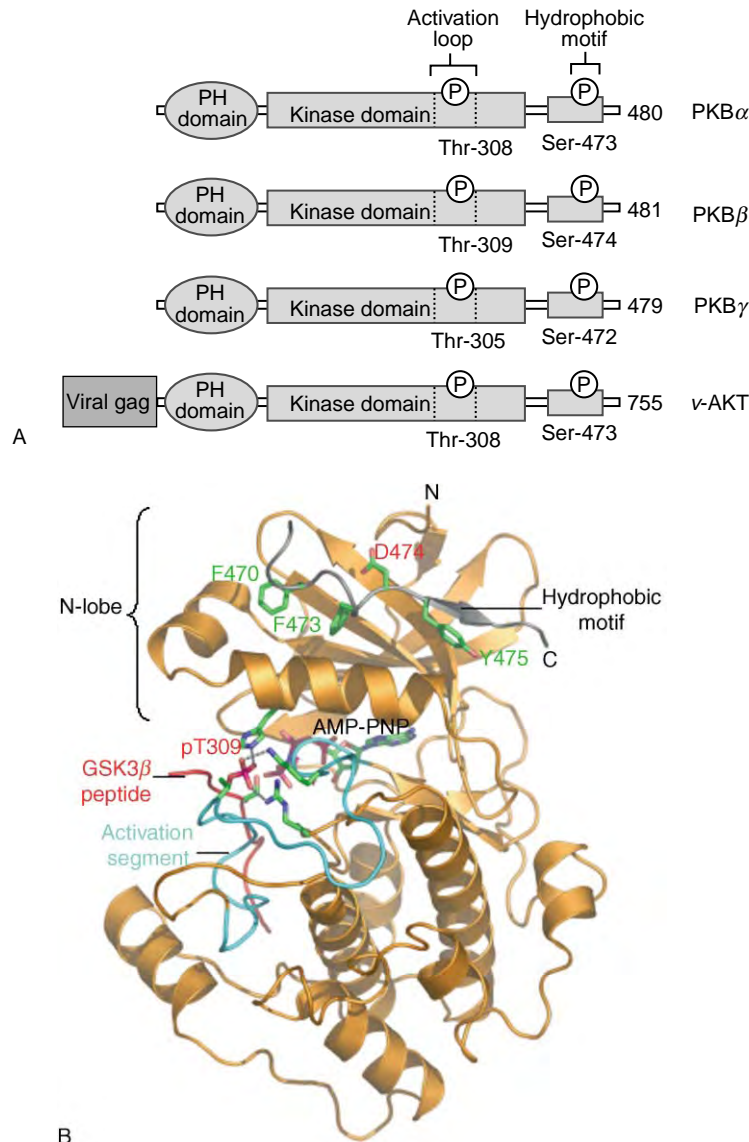 Activation
loop
Hydrophobic
motif
PH
domain
Kinase domain
P
P
Thr-308
Ser-473
480
PKBα
PH
domain
Kinase domain
P
P
Thr-309
Ser-474
481
PKBβ
PH
domain
Kinase domain
P
P
Thr-305
Ser-472
479
PKBγ
Viral gag
PH
domain
Kinase domain
P
P
Thr-308
Ser-473
755
v-AKT
A
N
N-lobe
F470
D474
F473
Hydrophobic
motif
Y475
C
AMP-PNP
pT309
GSK3β
peptide
Activation
segment
B